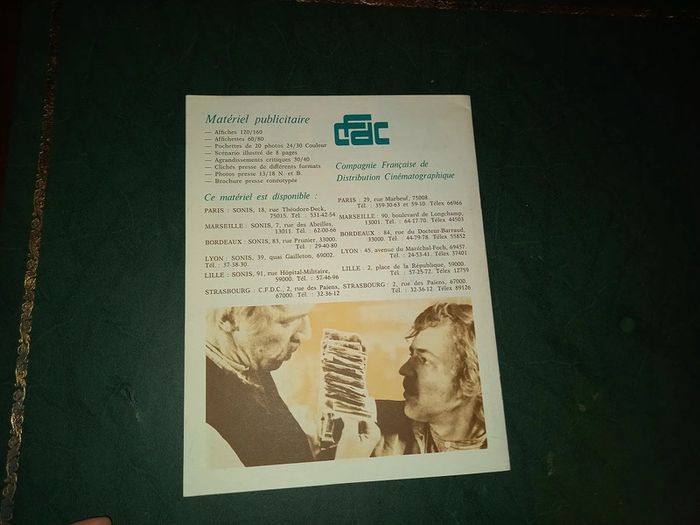 Matériel publicitaire
— Affiches 120/160
— Affichettes 60/80
— Pochettes de 20 photos 24/30 Couleur
— Scénario illustré de 8 pages
— Agrandissements critiques 30/40
— Clichés presse de différents formats
— Photos presse 13/18 N. et B.
— Brochure presse ronéotypée
Ce matériel est disponible :
PARIS : SONIS, 18, rue Théodore-Deck,
75015. Tél. : 531-42-54
MARSEILLE : SONIS, 7, rue des Abeilles,
13011. Tél. : 62-00-66
BORDEAUX : SONIS, 83, rue Prunier, 33000.
Tél. : 29-40-80
LYON : SONIS, 39, quai Gailleton, 69002.
Tél. : 37-38-30.
LILLE : SONIS, 91, rue Hôpital-Militaire,
59000. Tél. : 57-46-96
STRASBOURG : C.F.D.C., 2, rue des Païens,
67000. Tél. : 32-36-12
cfdc
Compagnie Française de
Distribution Cinématographique
PARIS : 29, rue Marbeuf, 75008.
Tél. : 359-30-63 et 59-10. Télex 66966
MARSEILLE : 90, boulevard de Longchamp,
13001. Tél. : 64-17-70. Télex 44503
BORDEAUX : 84, rue du Docteur-Barraud,
33000. Tél. : 44-79-78. Télex 55852
LYON : 45, avenue du Maréchal-Foch, 69457.
Tél. : 24-53-41. Télex 37401
LILLE : 2, place de la République, 59000.
Tél. : 57-25-72. Télex 12759
STRASBOURG : 2, rue des Païens, 67000.
Tél. : 32-36-12. Télex 89126